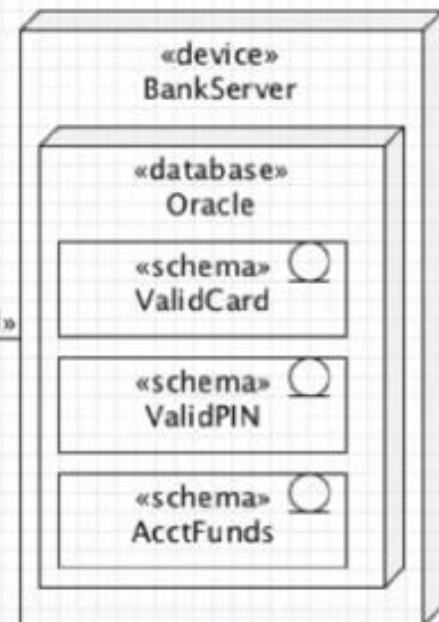 «device»
BankServer
«database»
Oracle
«schema»
ValidCard
»
«schema»
ValidPIN
«schema»
AcctFunds